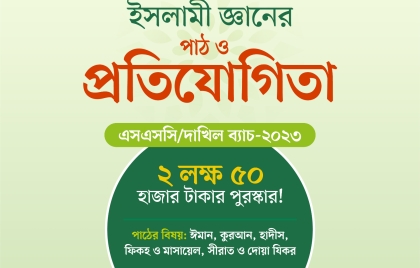 ইসলামী জ্ঞানের
পাঠ ও
প্রতিযোগিতা
এসএসসি/দাখিল ব্যাচ-২০২৩
২ লক্ষ ৫০
হাজার টাকার পুরস্কার!
পাঠের বিষয়: ঈমান, কুরআন, হাদীস,
ফিকহ ও মাসায়েল, সীরাত ও দোয়া যিকর